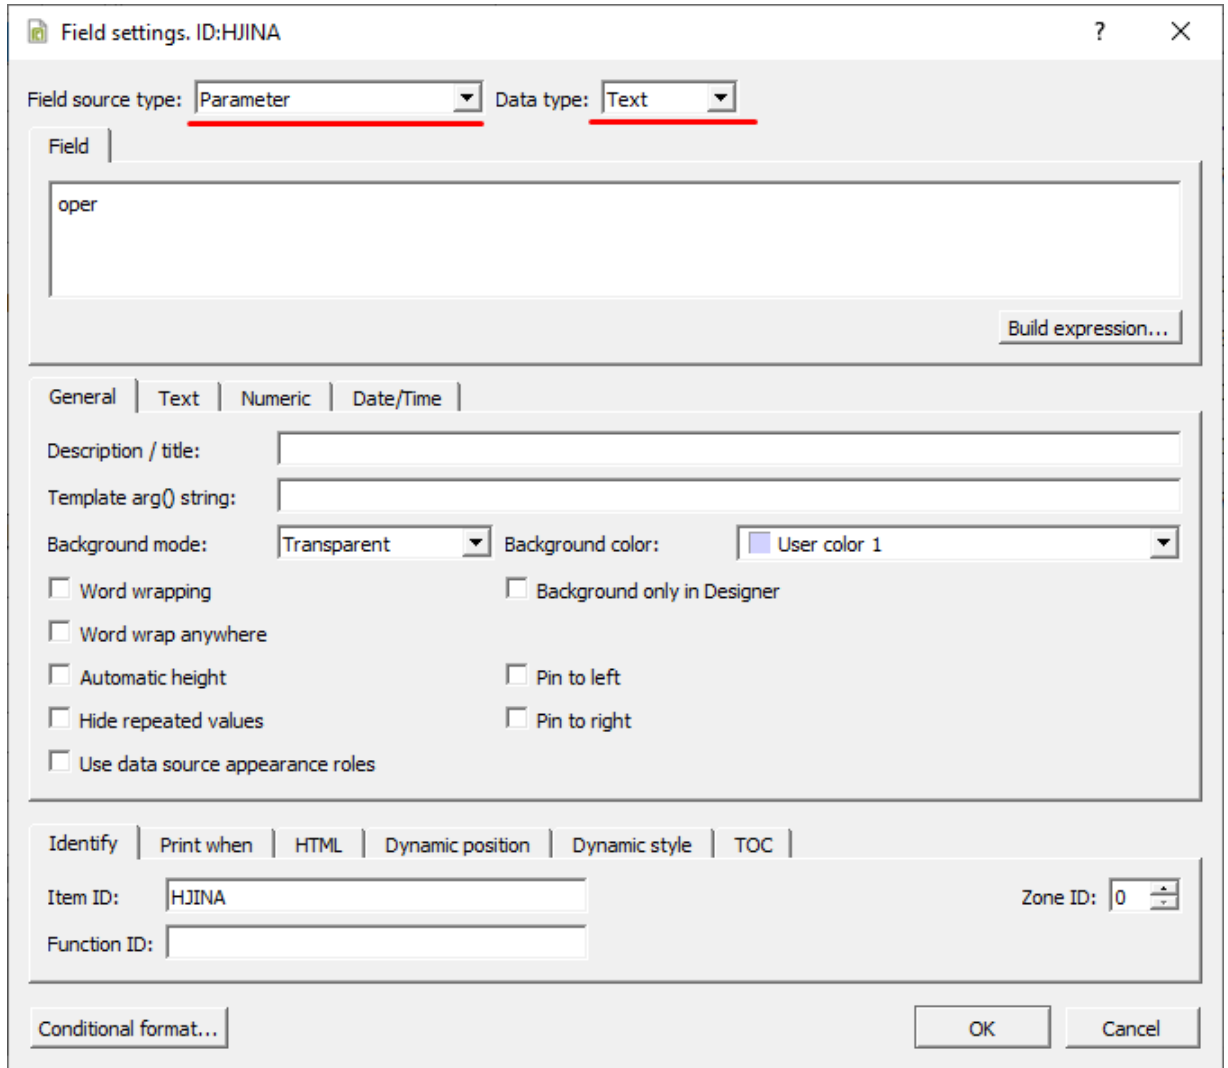 Field settings. ID:HJINA ?
Field source type: Parameter Data type: Text
Field
oper
Build expression...
General Text Numeric Date/Time
Description / title:
Template arg() string:
Background mode: Transparent Background color: User color 1
Word wrapping Background only in Designer
Word wrap anywhere
Automatic height Pin to left
Hide repeated values Pin to right
Use data source appearance roles
Identify Print when HTML Dynamic position Dynamic style TOC
Item ID: HJINA Zone ID: 0
Function ID:
Conditional format... OK Cancel